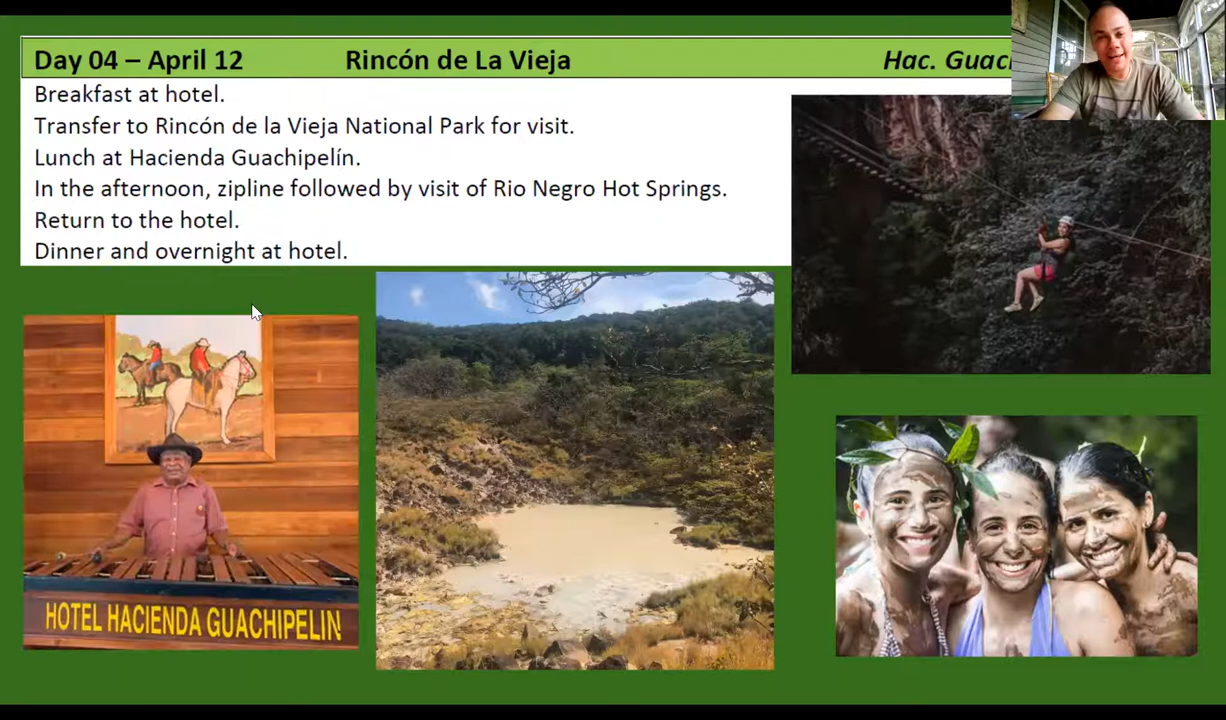 Day 04 – April 12 Rincón de La Vieja Hac.
Breakfast at hotel.
Transfer to Rincón de la Vieja National Park for visit.
Lunch at Hacienda Guachipelín.
In the afternoon, zipline followed by visit of Rio Negro Hot Springs.
Return to the hotel.
Dinner and overnight at hotel.
HOTEL HACIENDA GUACHIPELIN